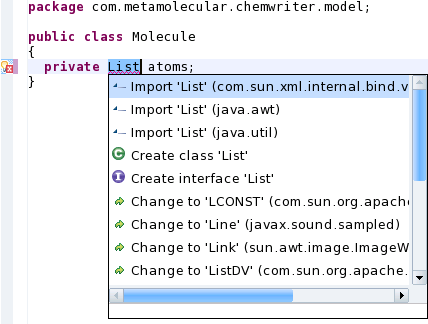 package com.metamolecular.chemwriter.model;
public class Molecule
{
private List atoms;
}
Import 'List' (com.sun.xml.internal.bind.v
Import 'List' (java.awt)
Import 'List' (java.util)
C Create class 'List'
I Create interface 'List'
Change to 'LCONST' (com.sun.org.apache
Change to 'Line' (javax.sound.sampled)
Change to 'Link' (sun.awt.image.ImageW
Change to 'ListDV' (com.sun.org.apache.